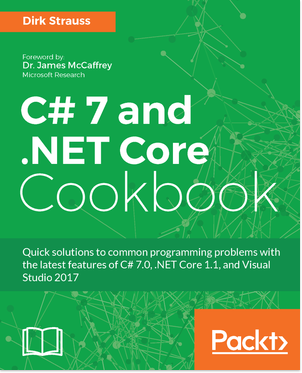 Dirk Strauss
Foreword by:
Dr. James McCaffrey
Microsoft Research
C# 7 and
.NET Core
Cookbook
Quick solutions to common programming problems with
the latest features of C# 7.0, .NET Core 1.1, and Visual
Studio 2017
Packt>